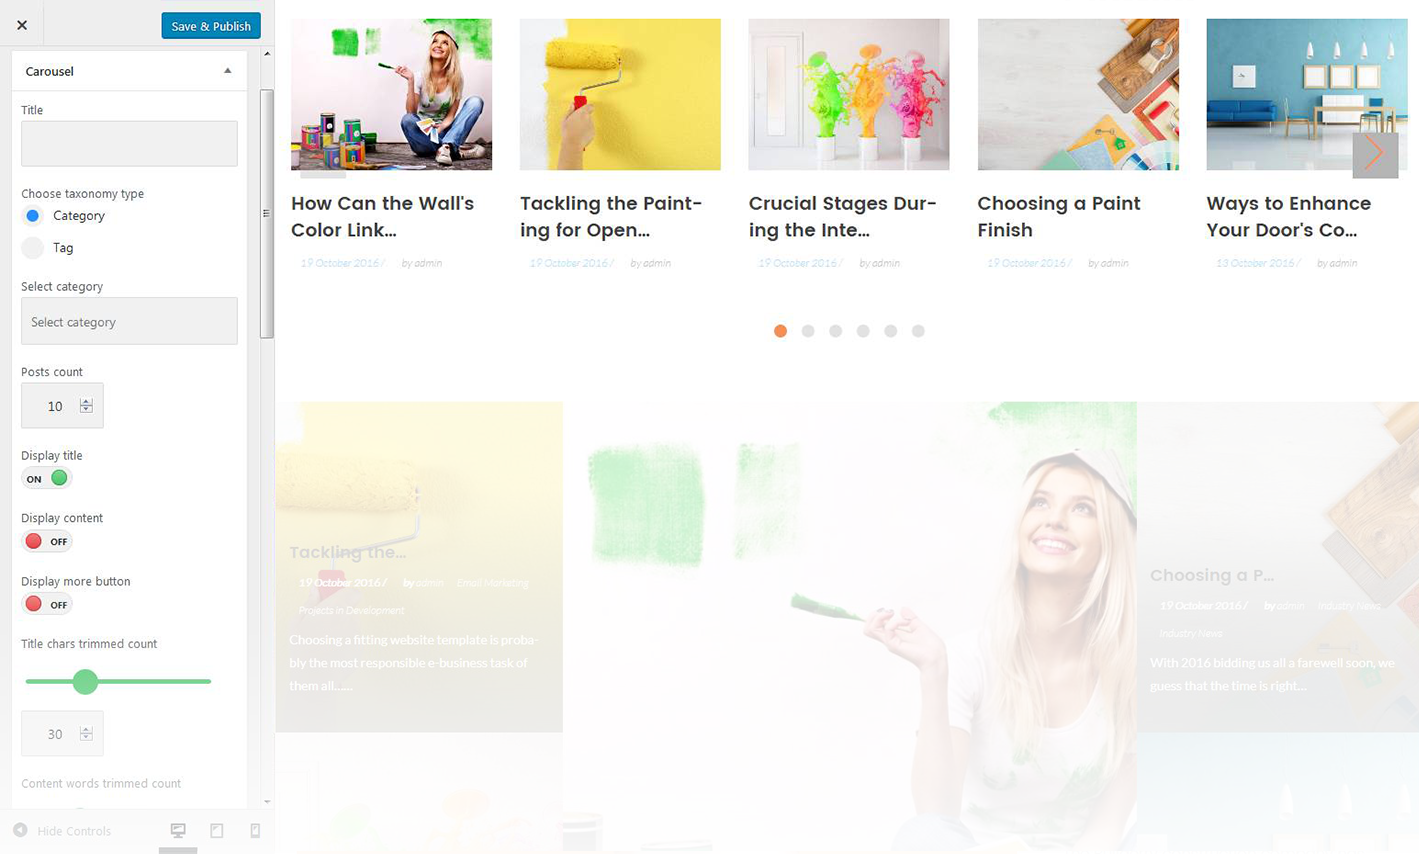 Save & Publish
Carousel
Title
Choose taxonomy type
Category
Tag
Select category
Select category
Posts count
10
Display title
ON
Display content
OFF
Display more button
OFF
Title chars trimmed count
30
Content words trimmed count
Hide Controls
How Can the Wall's
Color Link...
19 October 2016 / by admin
Tackling the Paint-
ing for Open...
19 October 2016 / by admin
Crucial Stages Dur-
ing the Inte...
19 October 2016 / by admin
Choosing a Paint
Finish
19 October 2016 / by admin
Ways to Enhance
Your Door's Co...
13 October 2016 / by admin
Tackling the...
19 October 2016 / by admin Email Marketing
Projects in Development
Choosing a fitting website template is proba-
bly the most responsible e-business task of
them all......
Choosing a P...
19 October 2016 / by admin Industry News
Industry News
With 2016 bidding us all a farewell soon, we
guess that the time is right...